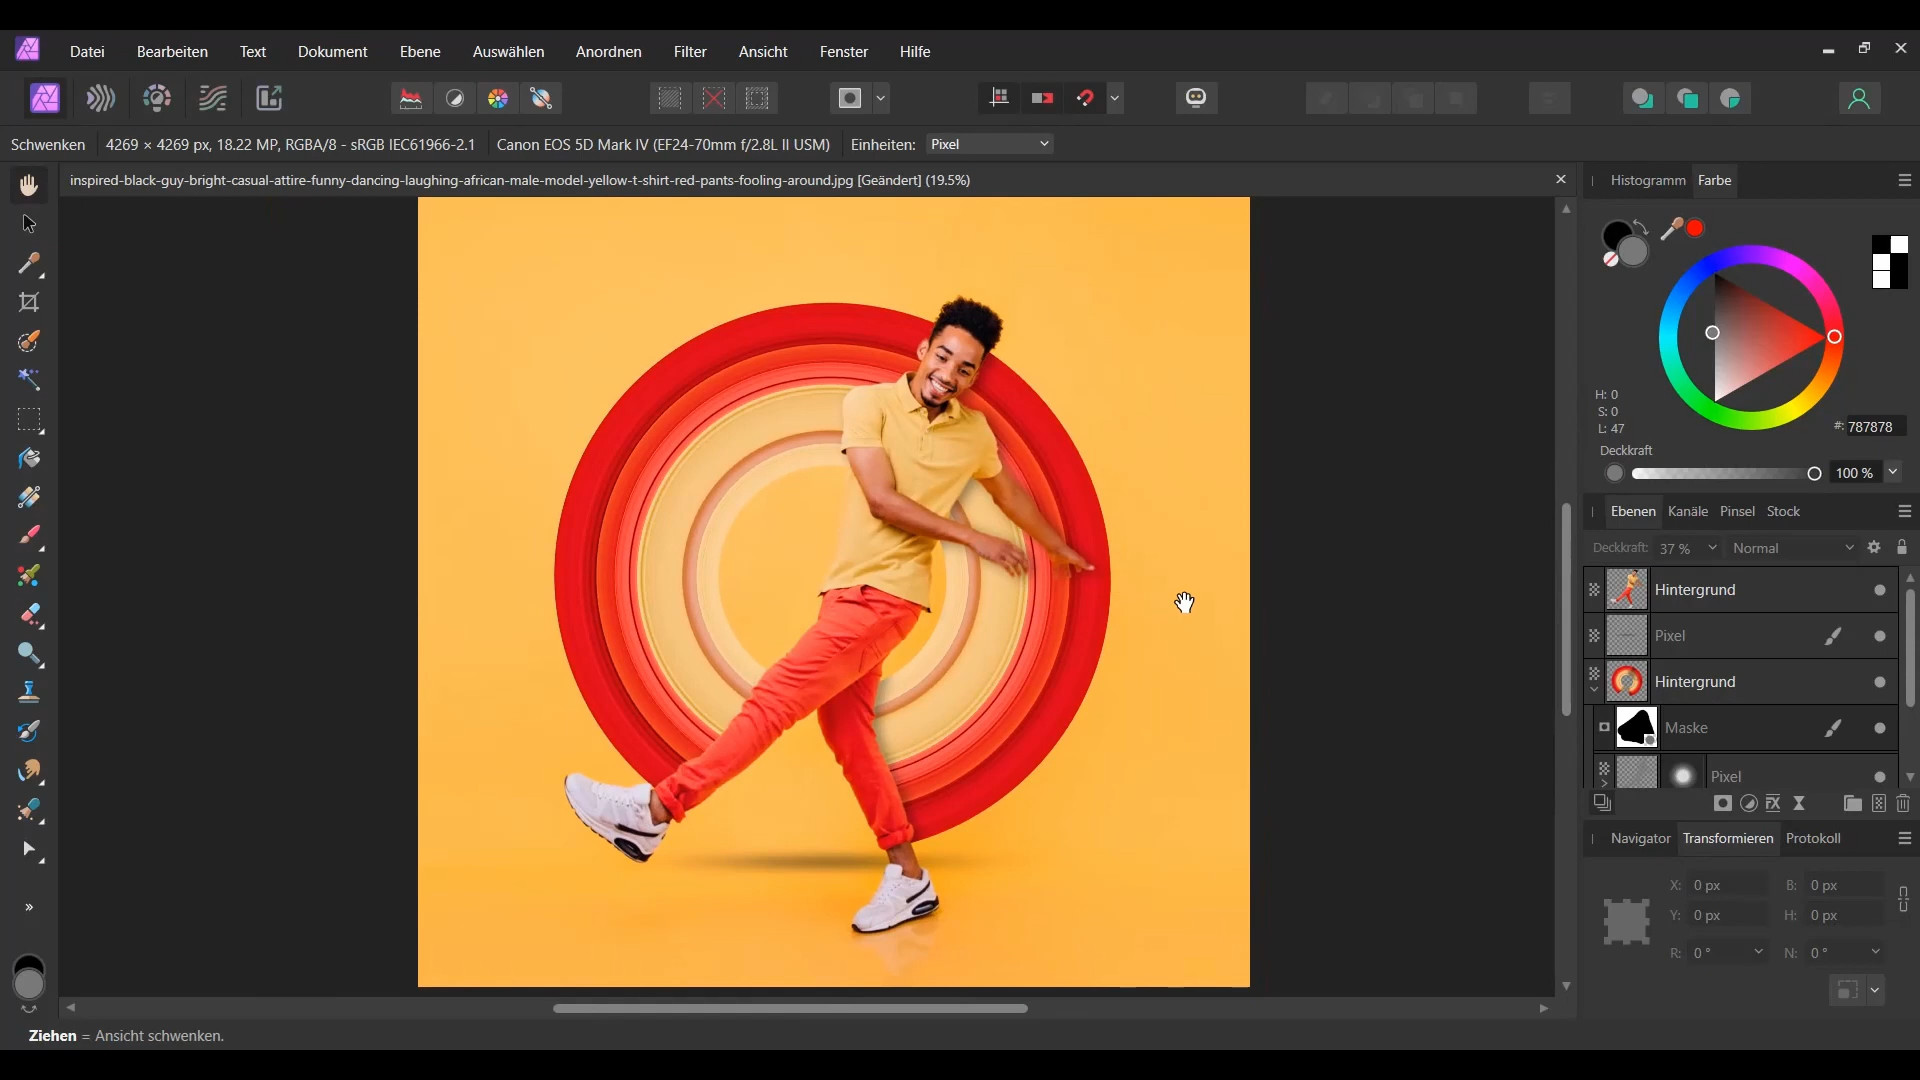 Datei Bearbeiten Text Dokument Ebene Auswählen Anordnen Filter Ansicht Fenster Hilfe
Schwenken 4269 × 4269 px, 18.22 MP, RGBA/8 - sRGB IEC61966-2.1 Canon EOS 5D Mark IV (EF24-70mm f/2.8L II USM) Einheiten: Pixel
inspired-black-guy-bright-casual-attire-funny-dancing-laughing-african-male-model-yellow-t-shirt-red-pants-fooling-around.jpg [Geändert] (19.5%)
Histogramm Farbe
H: 0
S: 0
L: 47
#: 787878
Deckkraft
100 %
Ebenen Kanäle Pinsel Stock
Deckkraft: 37 % Normal
Hintergrund
Pixel
Hintergrund
Maske
Pixel
Navigator Transformieren Protokoll
X: 0 px B: 0 px
Y: 0 px H: 0 px
R: 0 ° N: 0 °
Ziehen = Ansicht schwenken.